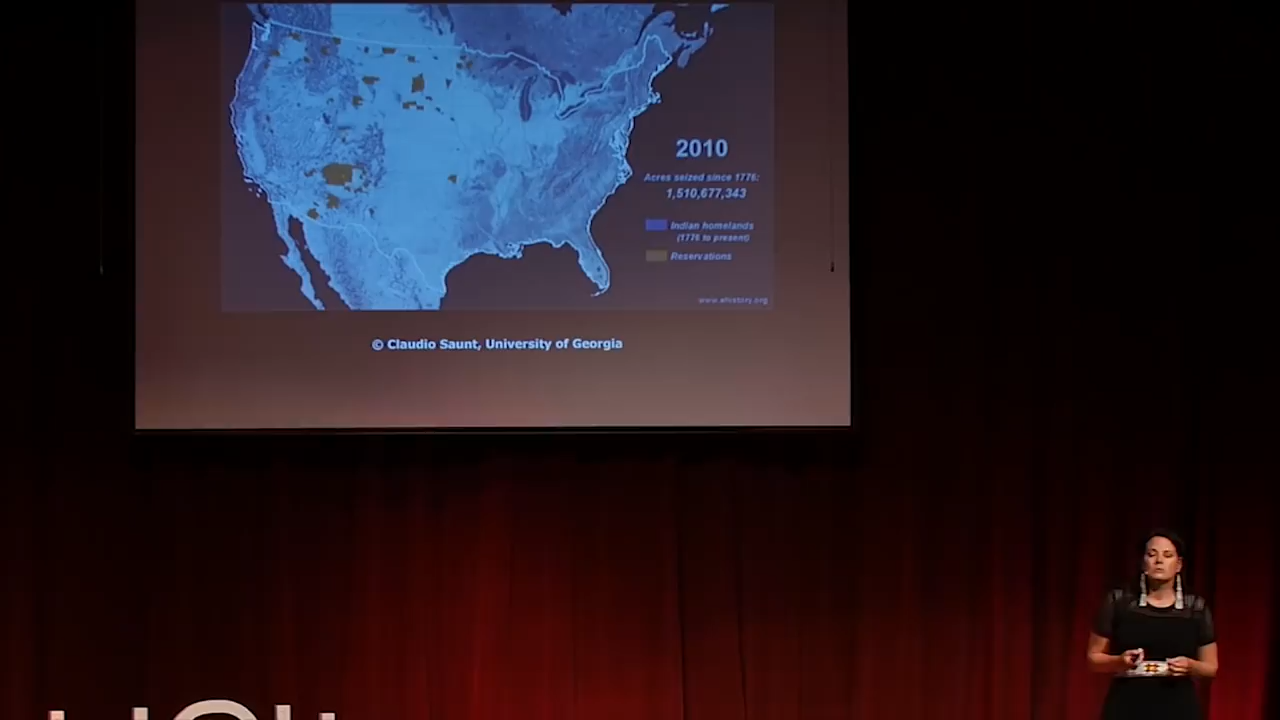 2010
Acres seized since 1776:
1,510,677,343
Indian homelands
(1776 to present)
Reservations
www.ehistory.org
© Claudio Saunt, University of Georgia